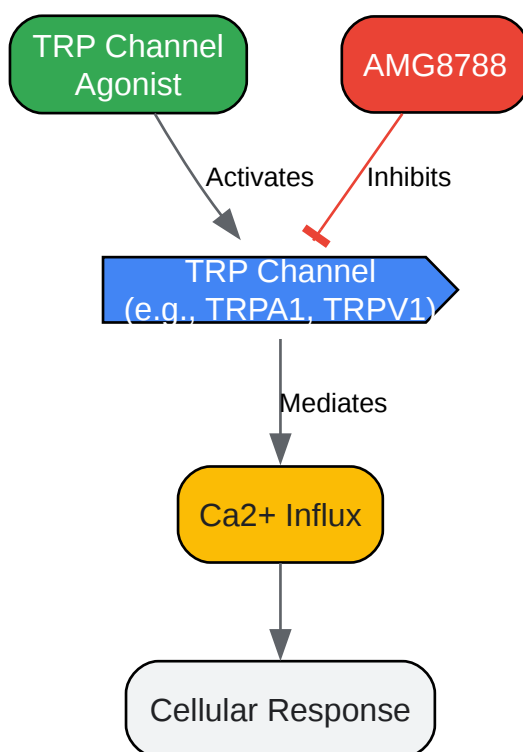 TRP Channel
Agonist
AMG8788
Activates
Inhibits
TRP Channel
(e.g., TRPA1, TRPV1)
Mediates
Ca2+ Influx
Cellular Response